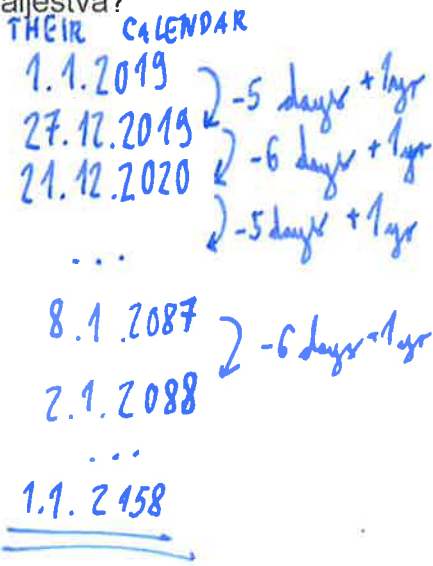 aljestva?
THEIR CALENDAR
1.1.2019
-5 days +1yr
27.12.2019
-6 days +1yr
21.12.2020
-5 days +1yr
...
8.1.2087
-6 days +1yr
2.1.2088
...
1.1.2158